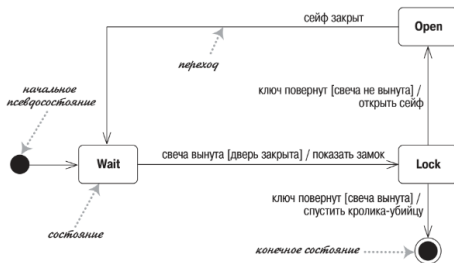 сейф закрыт
Open
переход
начальное
псевдосостояние
ключ повернут [свеча не вынута] /
открыть сейф
Wait
свеча вынута [дверь закрыта] / показать замок
Lock
ключ повернут [свеча вынута] /
спустить кролика-убийцу
состояние
конечное состояние